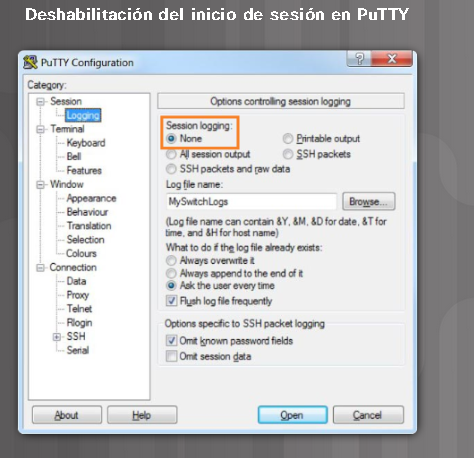 Deshabilitación del inicio de sesión en PuTTY
PuTTY Configuration
Category:
Session
Logging
Terminal
Keyboard
Bell
Features
Window
Appearance
Behaviour
Translation
Selection
Colours
Connection
Data
Proxy
Telnet
Rlogin
SSH
Serial
Options controlling session logging
Session logging:
None
Printable output
All session output
SSH packets
SSH packets and raw data
Log file name:
MySwitchLogs
Browse...
(Log file name can contain &Y, &M, &D for date, &T for
time, and &H for host name)
What to do if the log file already exists:
Always overwrite it
Always append to the end of it
Ask the user every time
Flush log file frequently
Options specific to SSH packet logging
Omit known password fields
Omit session data
About
Help
Open
Cancel